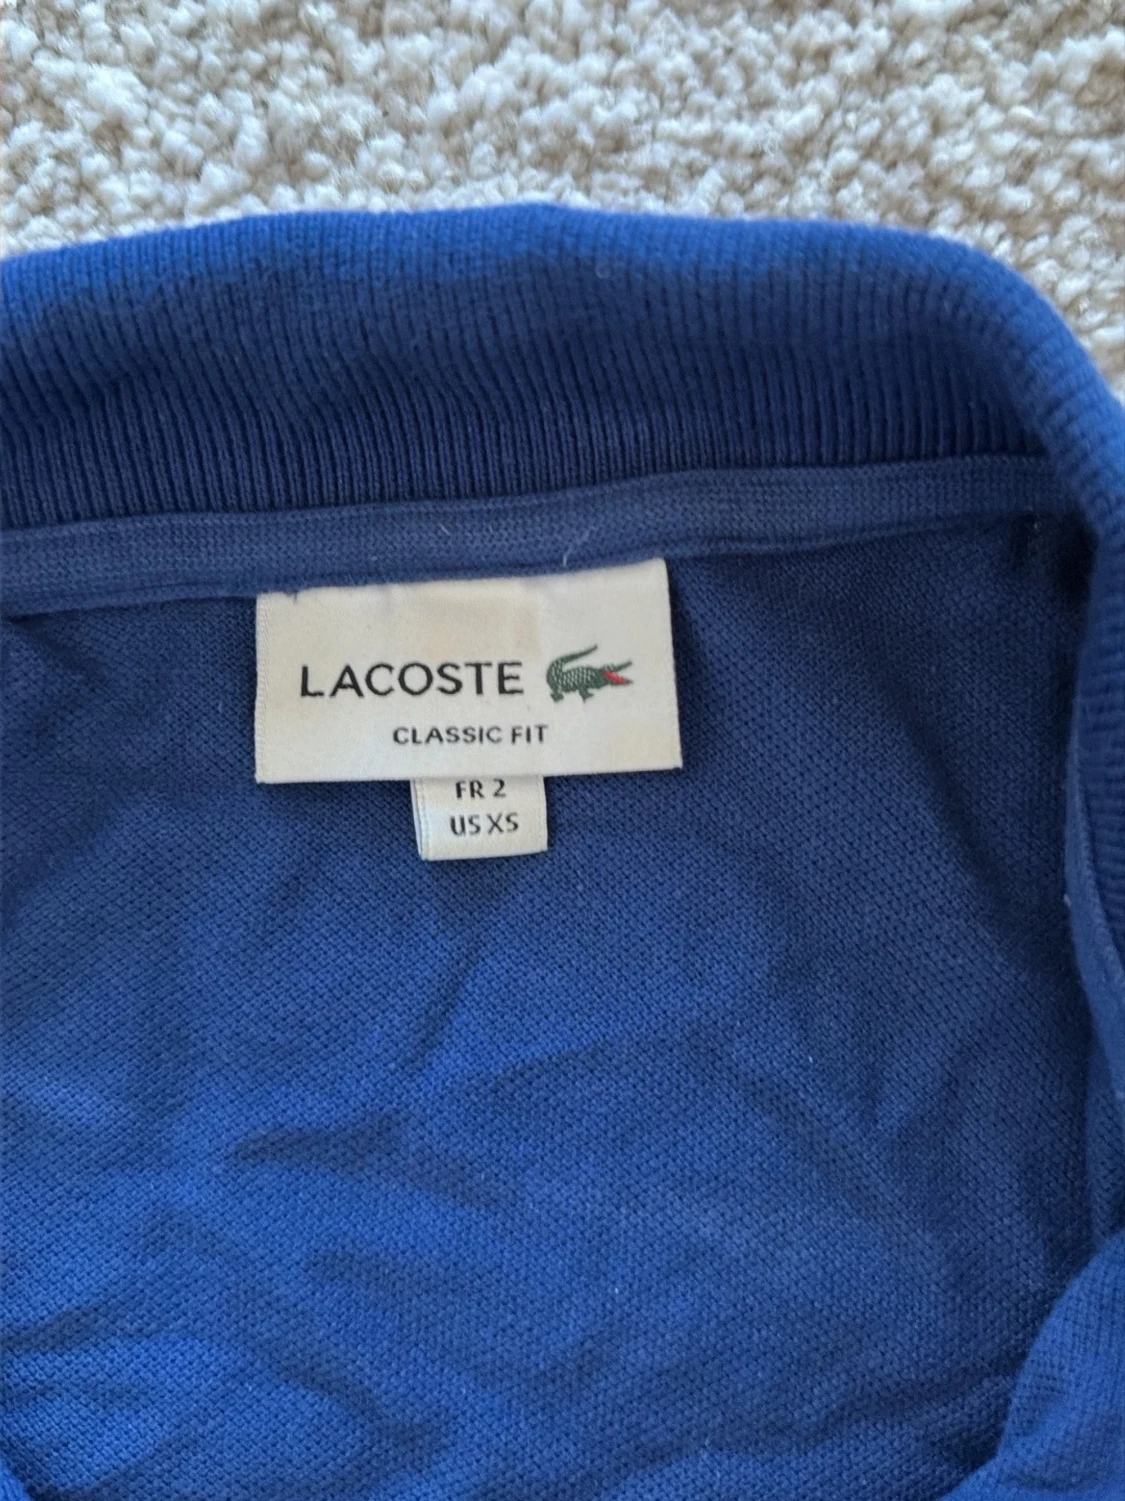 LACOSTE
CLASSIC FIT
FR 2
US XS